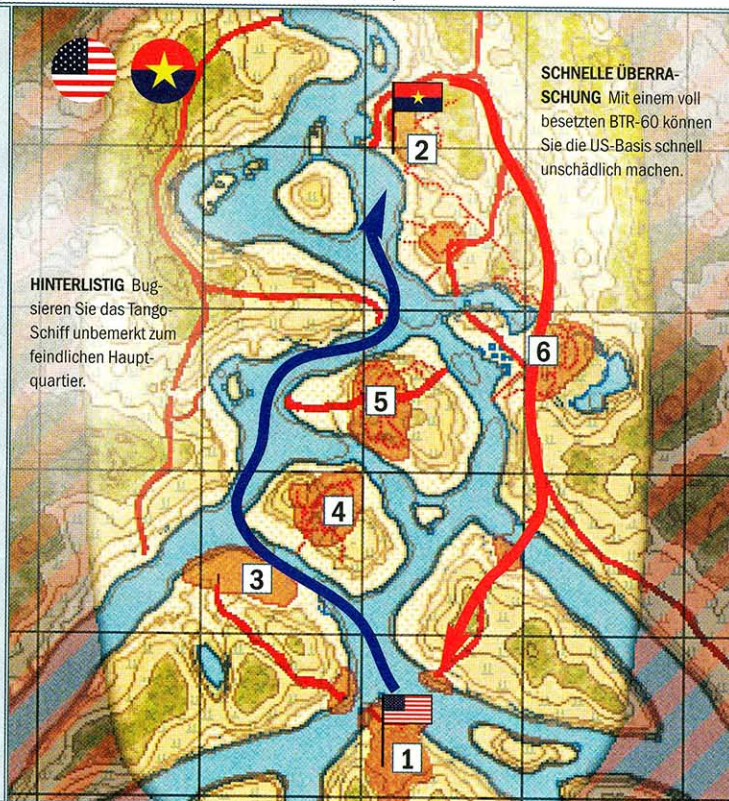 SCHNELLE ÜBERRA-
SCHUNG Mit einem voll
besetzten BTR-60 können
Sie die US-Basis schnell
unschädlich machen.
2
HINTERLISTIG Bug-
sieren Sie das Tango-
Schiff unbemerkt zum
feindlichen Haupt-
quartier.
6
5
4
3
1